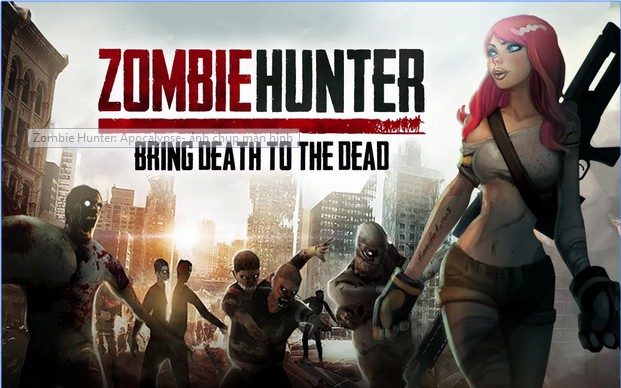 ZOMBIEHUNTER
Zombie Hunter: Apocalypse- ảnh chụp màn hình
BRING DEATH TO THE DEAD